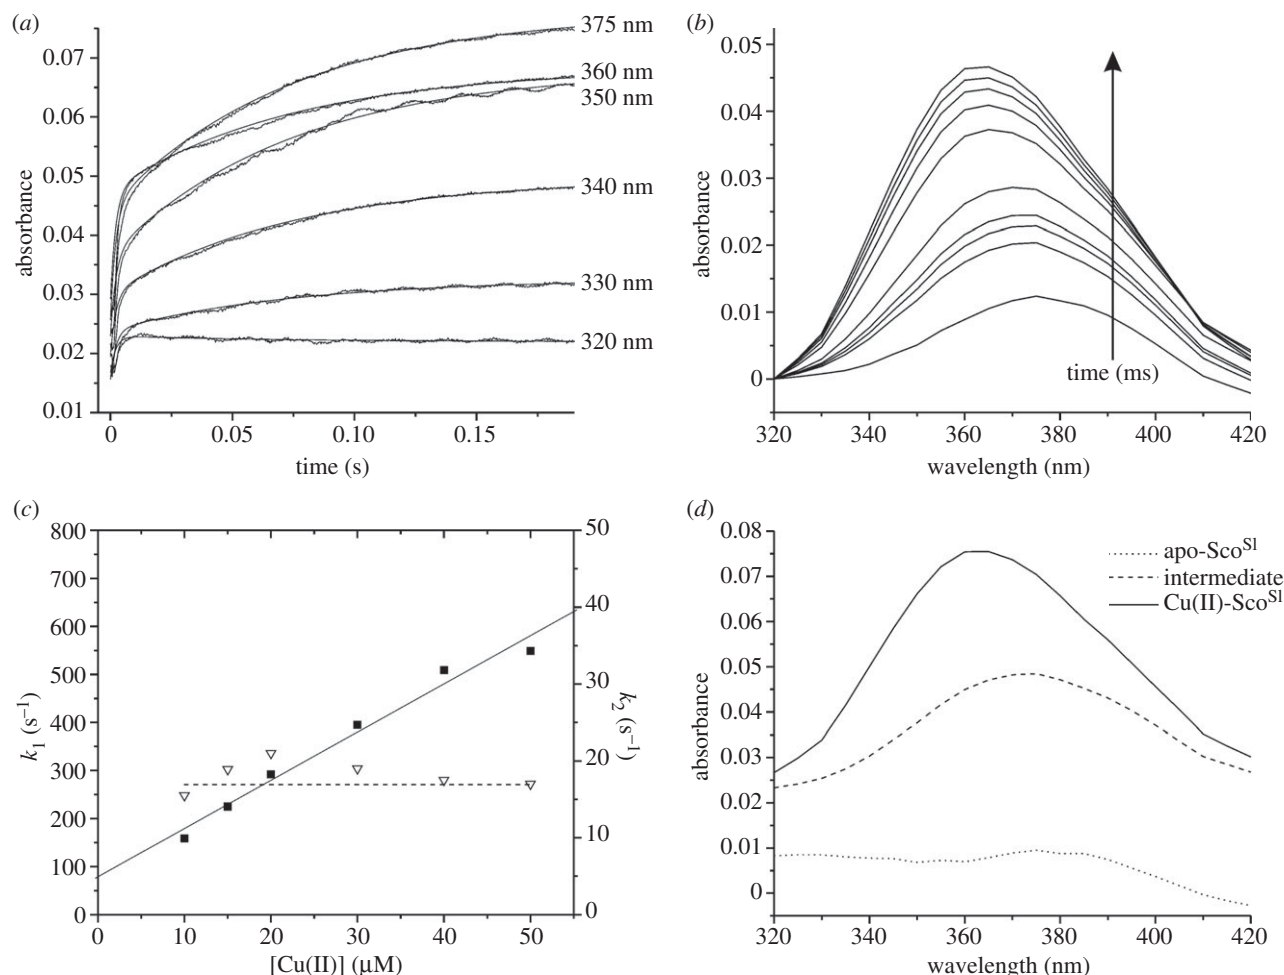 (a)
absorbance
0.07
0.06
0.05
0.04
0.03
0.02
0.01
375 nm
360 nm
350 nm
340 nm
330 nm
320 nm
0
0.05
0.10
0.15
time (s)
(b)
absorbance
0.05
0.04
0.03
0.02
0.01
0
time (ms)
320
340
360
380
400
420
wavelength (nm)
(c)
k1 (s−1)
800
700
600
500
400
300
200
100
0
50
40
30
20
10
0
k2 (s−1)
0
10
20
30
40
50
[Cu(II)] (μM)
(d)
absorbance
0.08
0.07
0.06
0.05
0.04
0.03
0.02
0.01
0
apo-ScoSl
intermediate
Cu(II)-ScoSl
320
340
360
380
400
420
wavelength (nm)